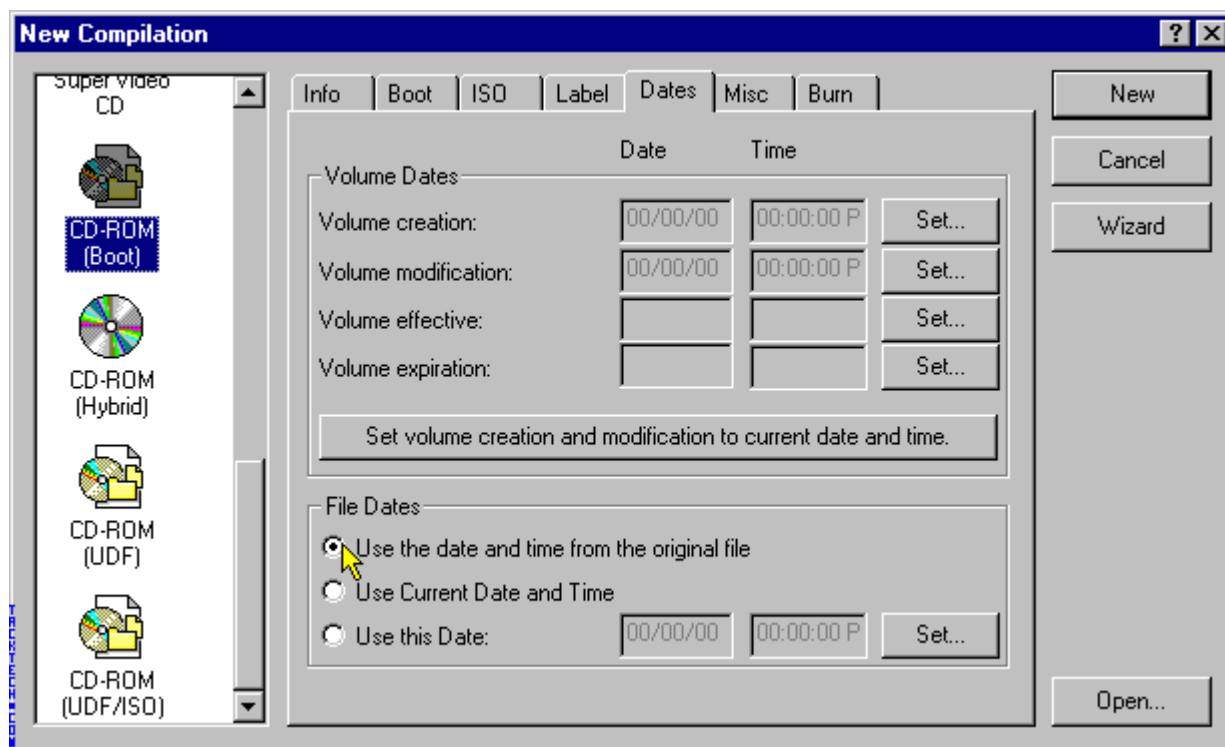 New Compilation
Super Video
CD
CD-ROM
(Boot)
CD-ROM
(Hybrid)
CD-ROM
(UDF)
CD-ROM
(UDF/ISO)
Info Boot ISO Label Dates Misc Burn
Date Time
Volume Dates
Volume creation: 00/00/00 00:00:00 P Set...
Volume modification: 00/00/00 00:00:00 P Set...
Volume effective: Set...
Volume expiration: Set...
Set volume creation and modification to current date and time.
File Dates
Use the date and time from the original file
Use Current Date and Time
Use this Date: 00/00/00 00:00:00 P Set...
New
Cancel
Wizard
Open...